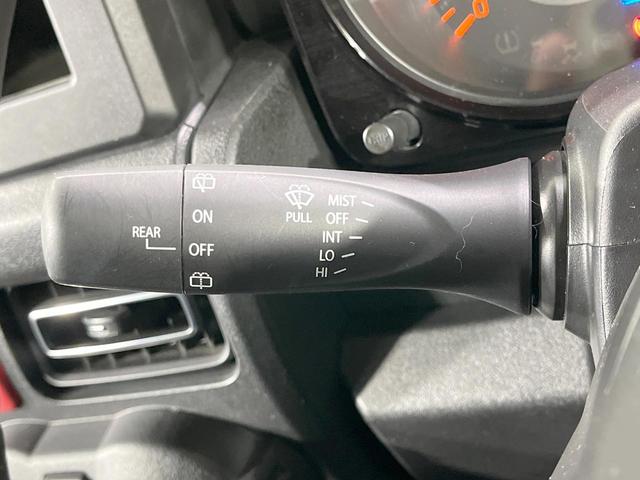 REAR
ON
OFF
PULL
MIST
OFF
INT
LO
HI